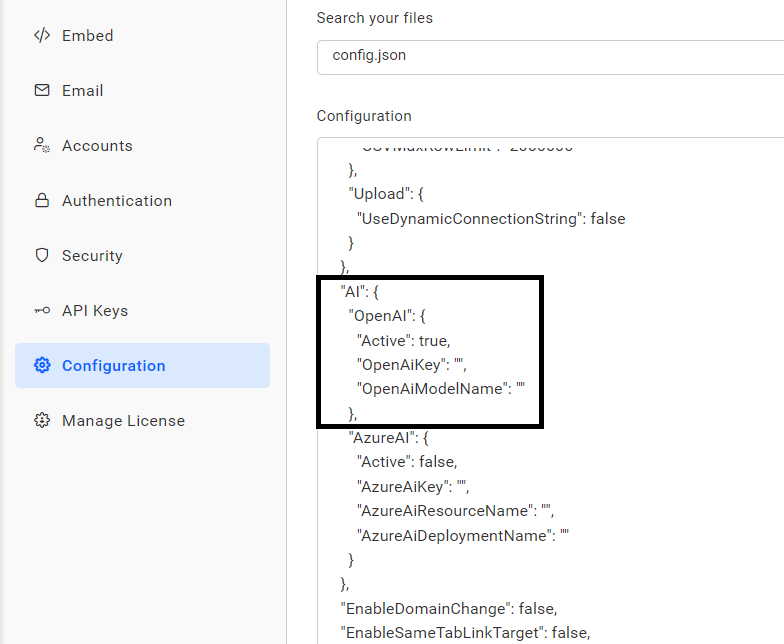 Embed
Email
Accounts
Authentication
Security
API Keys
Configuration
Manage License
Search your files
config.json
Configuration
},
"Upload": {
"UseDynamicConnectionString": false
}
},
"AI": {
"OpenAI": {
"Active": true,
"OpenAiKey": "",
"OpenAiModelName": ""
},
"AzureAI": {
"Active": false,
"AzureAiKey": "",
"AzureAiResourceName": "",
"AzureAiDeploymentName": ""
}
},
"EnableDomainChange": false,
"EnableSameTabLinkTarget": false,